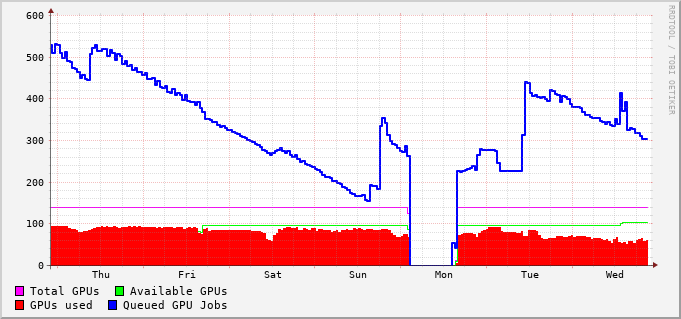 RRDTOOL / TOBI OETIKER
600
500
400
300
200
100
0
Thu Fri Sat Sun Mon Tue Wed
Total GPUs Available GPUs
GPUs used Queued GPU Jobs